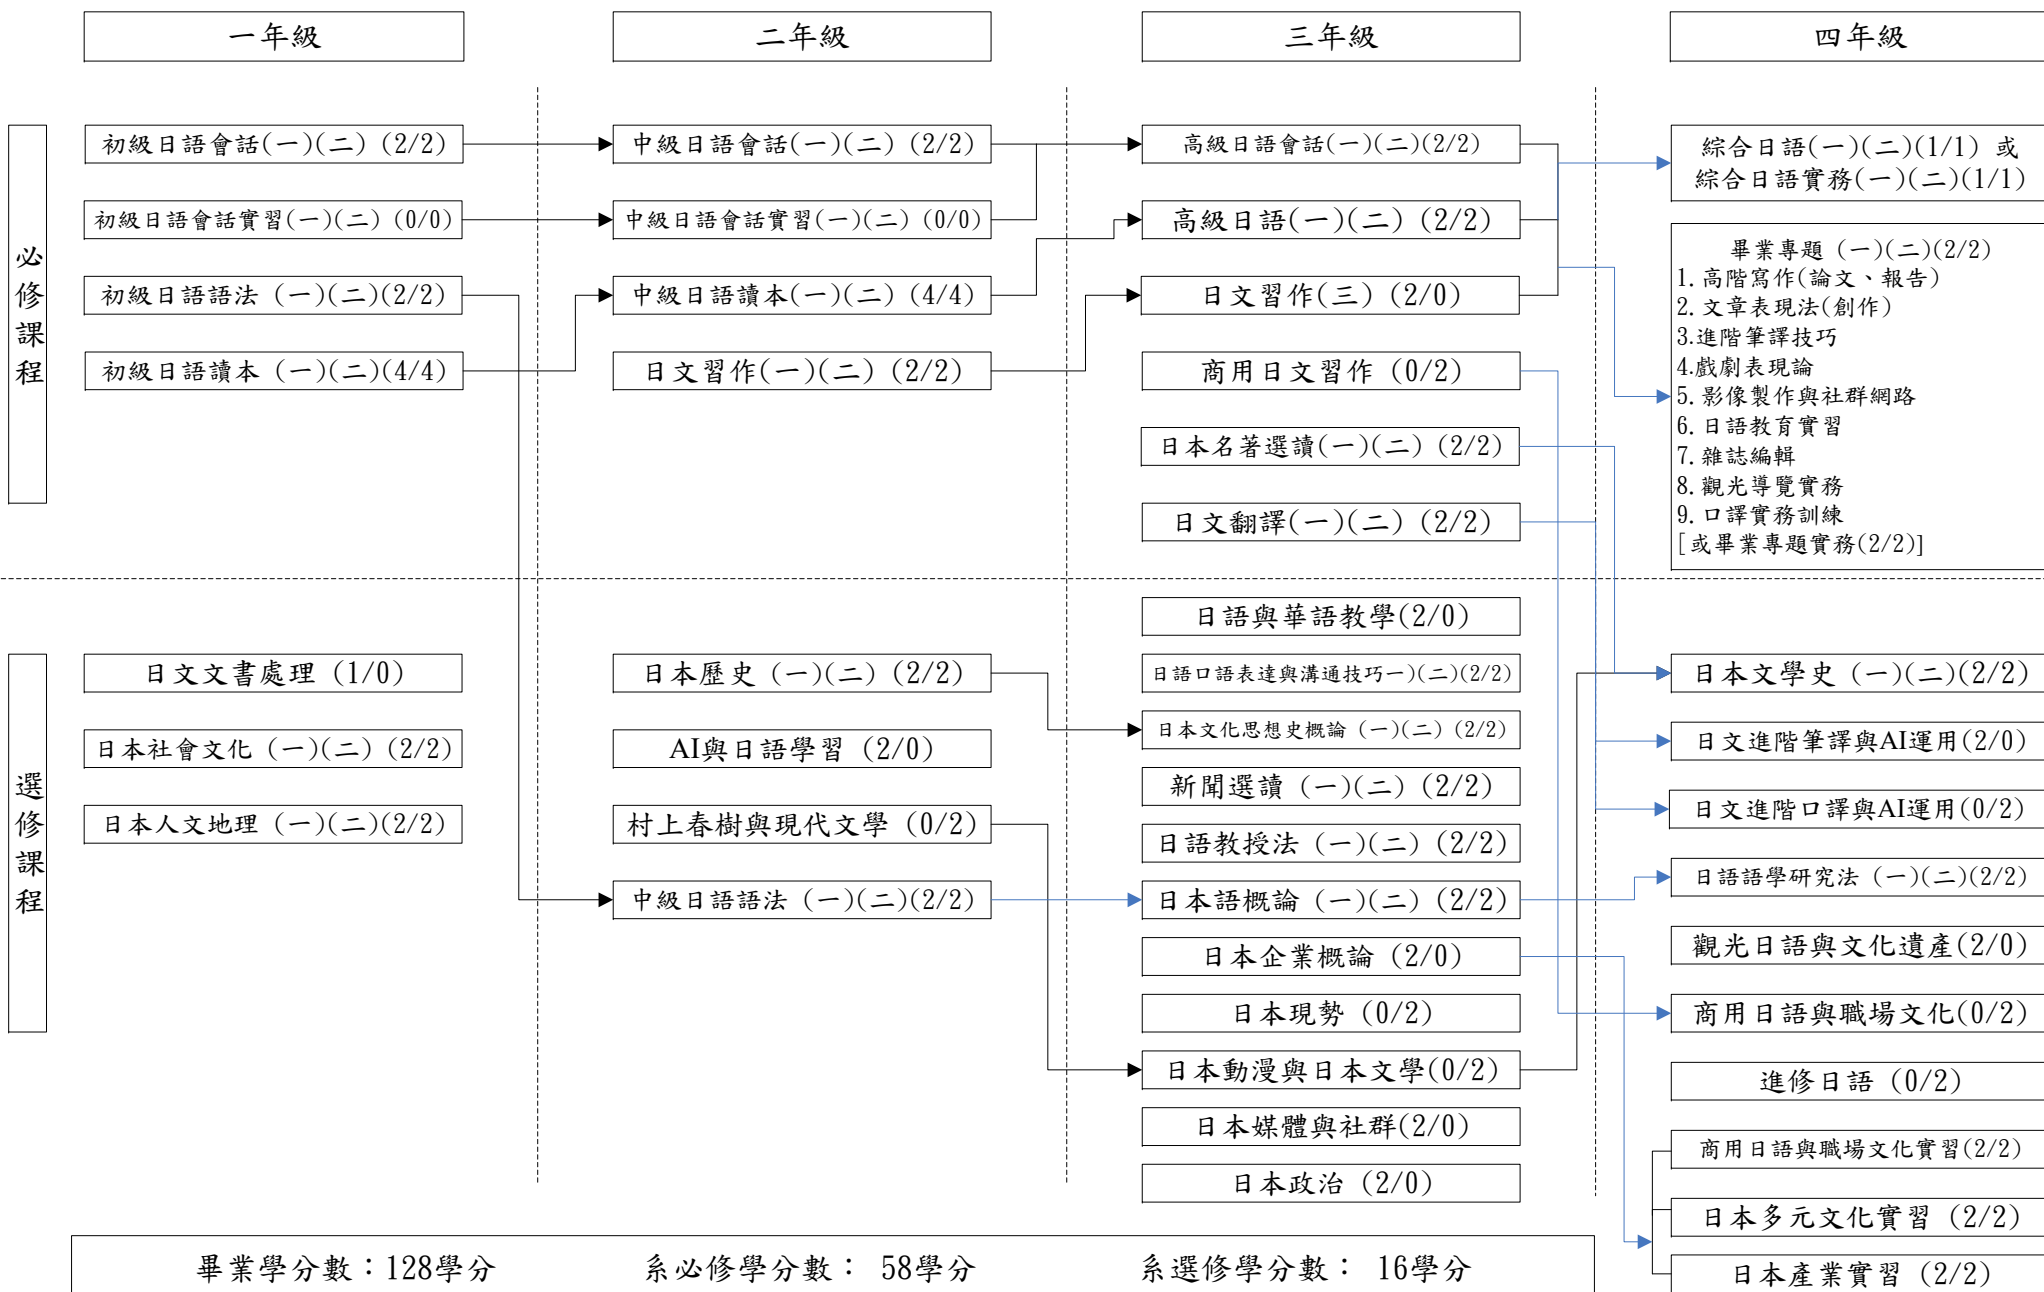 一年級
二年級
三年級
四年級
必修課程
初級日語會話(一)(二) (2/2)
初級日語會話實習(一)(二) (0/0)
初級日語語法 (一)(二)(2/2)
初級日語讀本 (一)(二)(4/4)
中級日語會話(一)(二) (2/2)
中級日語會話實習(一)(二) (0/0)
中級日語讀本(一)(二) (4/4)
日文習作(一)(二) (2/2)
高級日語會話(一)(二)(2/2)
高級日語(一)(二) (2/2)
日文習作(三) (2/0)
商用日文習作 (0/2)
日本名著選讀(一)(二) (2/2)
日文翻譯(一)(二) (2/2)
綜合日語(一)(二)(1/1) 或
綜合日語實務(一)(二)(1/1)
畢業專題 (一)(二)(2/2)
1.高階寫作(論文、報告)
2.文章表現法(創作)
3.進階筆譯技巧
4.戲劇表現論
5.影像製作與社群網路
6.日語教育實習
7.雜誌編輯
8.觀光導覽實務
9.口譯實務訓練
[或畢業專題實務(2/2)]
選修課程
日文文書處理 (1/0)
日本社會文化 (一)(二) (2/2)
日本人文地理 (一)(二)(2/2)
日本歷史 (一)(二) (2/2)
AI與日語學習 (2/0)
村上春樹與現代文學 (0/2)
中級日語語法 (一)(二)(2/2)
日語與華語教學(2/0)
日語口語表達與溝通技巧一)(二)(2/2)
日本文化思想史概論 (一)(二) (2/2)
新聞選讀 (一)(二) (2/2)
日語教授法 (一)(二) (2/2)
日本語概論 (一)(二) (2/2)
日本企業概論 (2/0)
日本現勢 (0/2)
日本動漫與日本文學(0/2)
日本媒體與社群(2/0)
日本政治 (2/0)
日本文學史 (一)(二)(2/2)
日文進階筆譯與AI運用(2/0)
日文進階口譯與AI運用(0/2)
日語語學研究法 (一)(二)(2/2)
觀光日語與文化遺產(2/0)
商用日語與職場文化(0/2)
進修日語 (0/2)
商用日語與職場文化實習(2/2)
日本多元文化實習 (2/2)
日本產業實習 (2/2)
畢業學分數：128學分 系必修學分數： 58學分 系選修學分數： 16學分